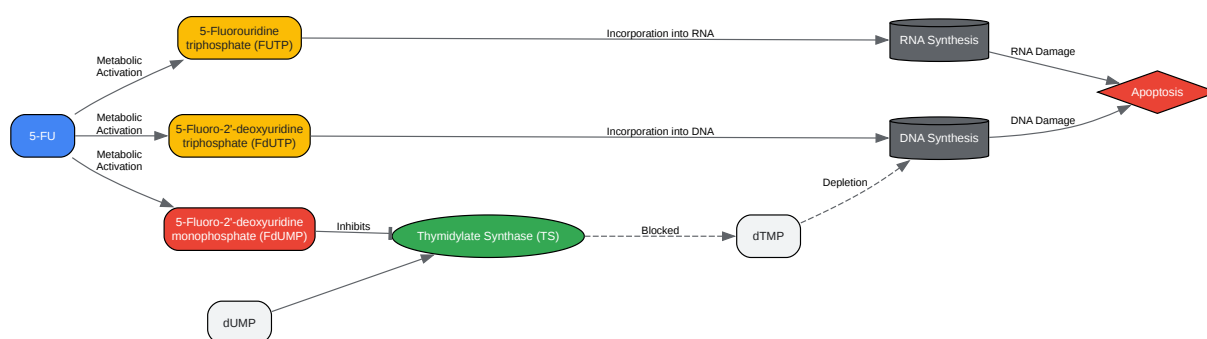 5-Fluorouridine
triphosphate (FUTP)
Incorporation into RNA
RNA Synthesis
RNA Damage
Metabolic
Activation
Apoptosis
5-FU
Metabolic
Activation
5-Fluoro-2'-deoxyuridine
triphosphate (FdUTP)
Incorporation into DNA
DNA Synthesis
DNA Damage
Metabolic
Activation
Depletion
5-Fluoro-2'-deoxyuridine
monophosphate (FdUMP)
Inhibits
Thymidylate Synthase (TS)
Blocked
dTMP
dUMP